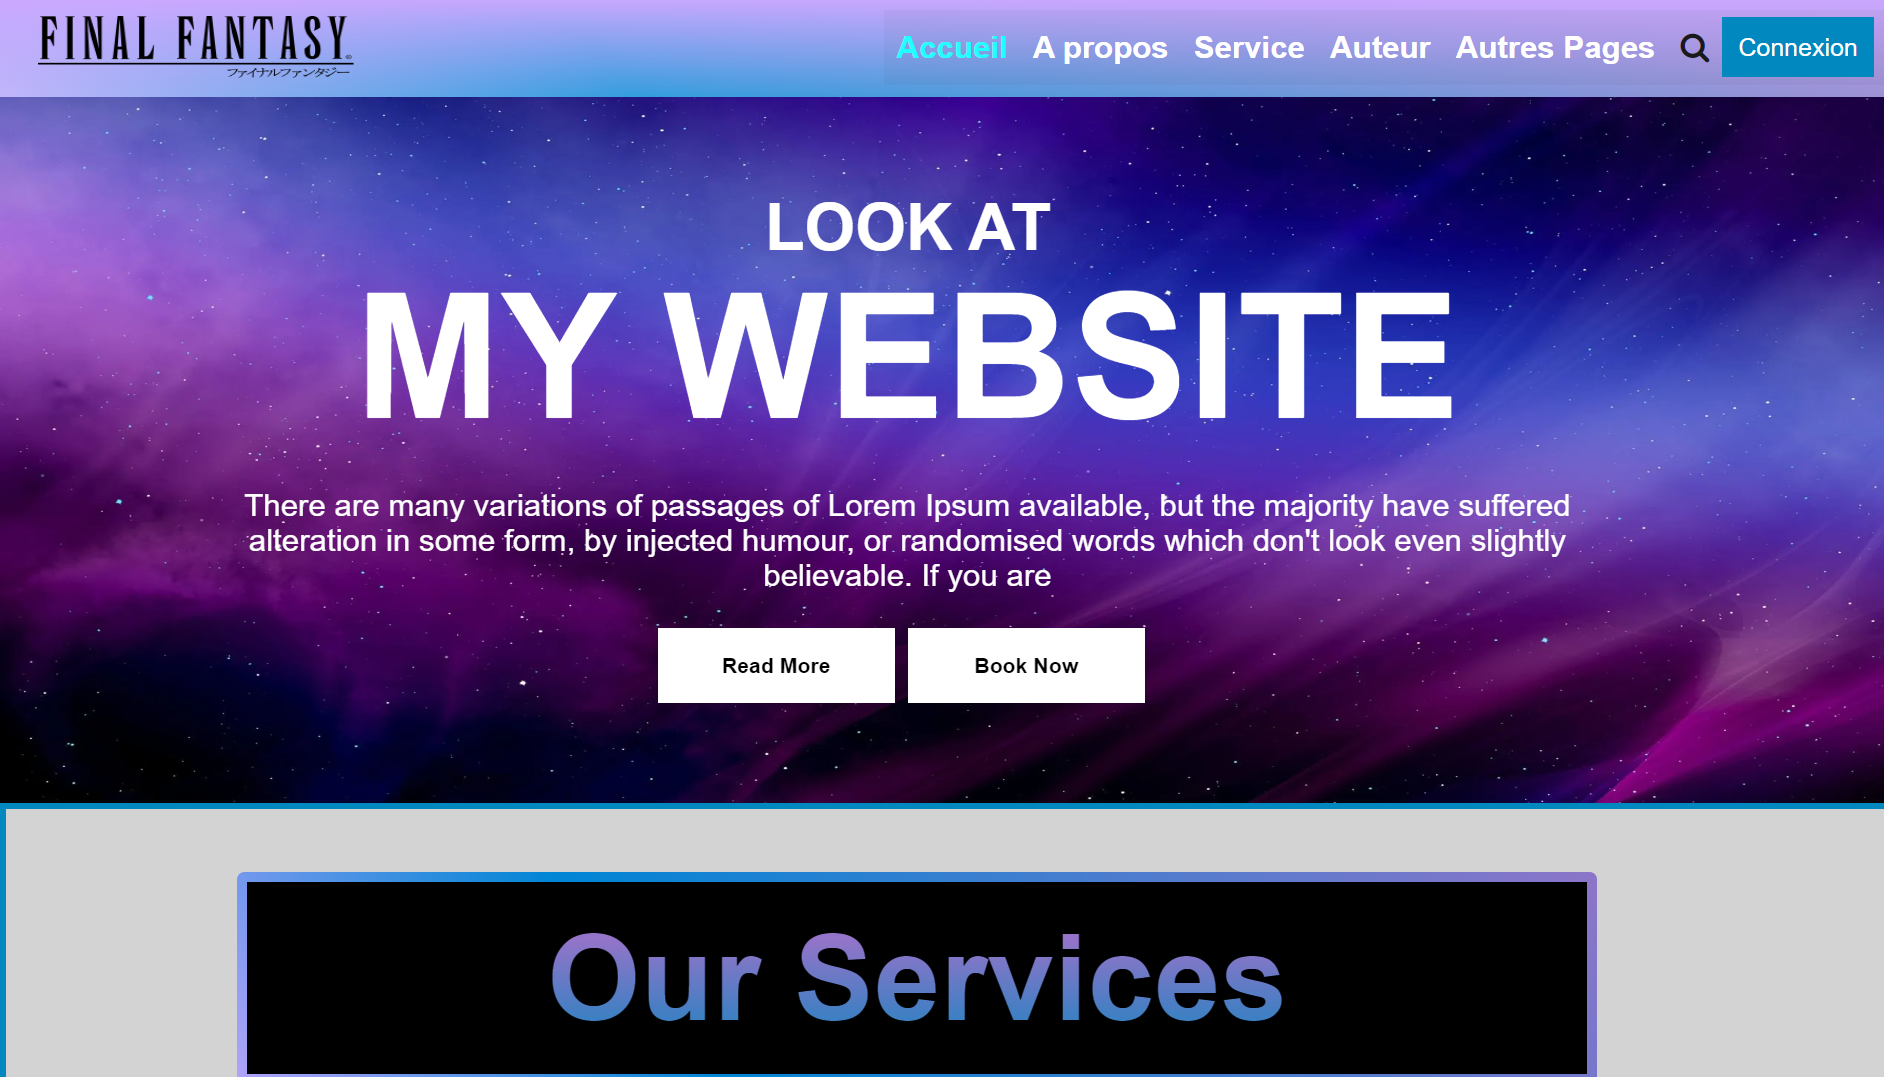 FINAL FANTASY
ファイナルファンタジー
Accueil A propos Service Auteur Autres Pages Connexion
LOOK AT
MY WEBSITE
There are many variations of passages of Lorem Ipsum available, but the majority have suffered
alteration in some form, by injected humour, or randomised words which don't look even slightly
believable. If you are
Read More Book Now
Our Services